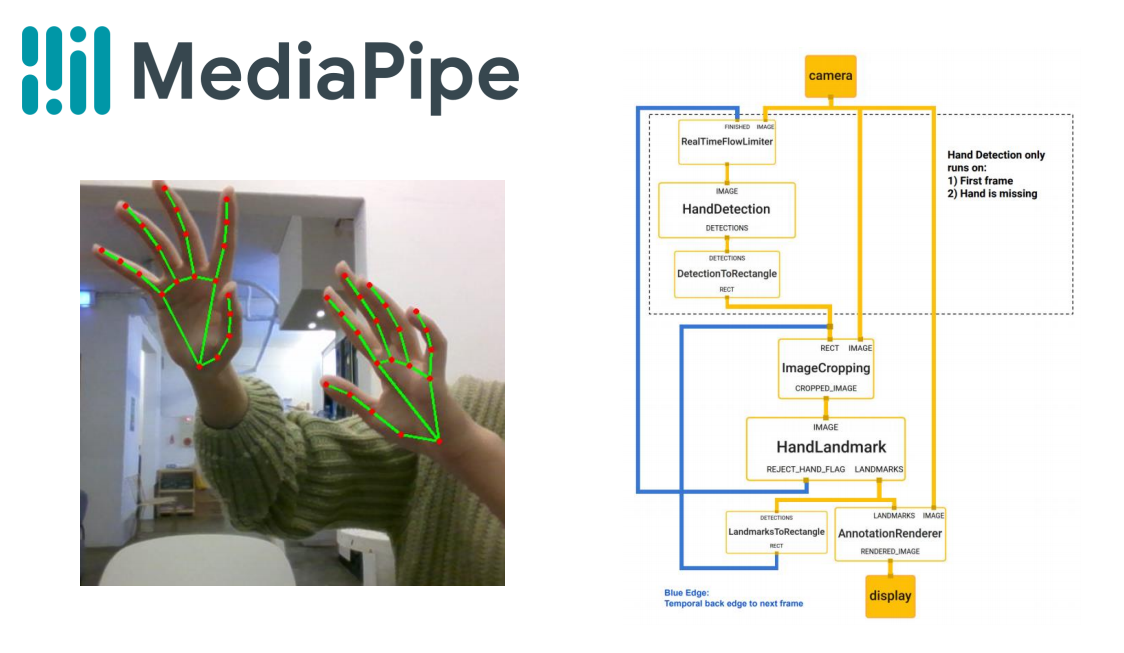 MediaPipe
camera
FINISHED IMAGE
RealTimeFlowLimiter
IMAGE
HandDetection
DETECTIONS
DETECTIONS
DetectionToRectangle
RECT
Hand Detection only
runs on:
1) First frame
2) Hand is missing
RECT IMAGE
ImageCropping
CROPPED_IMAGE
IMAGE
HandLandmark
REJECT_HAND_FLAG LANDMARKS
DETECTIONS
LandmarksToRectangle
RECT
LANDMARKS IMAGE
AnnotationRenderer
RENDERED_IMAGE
display
Blue Edge:
Temporal back edge to next frame